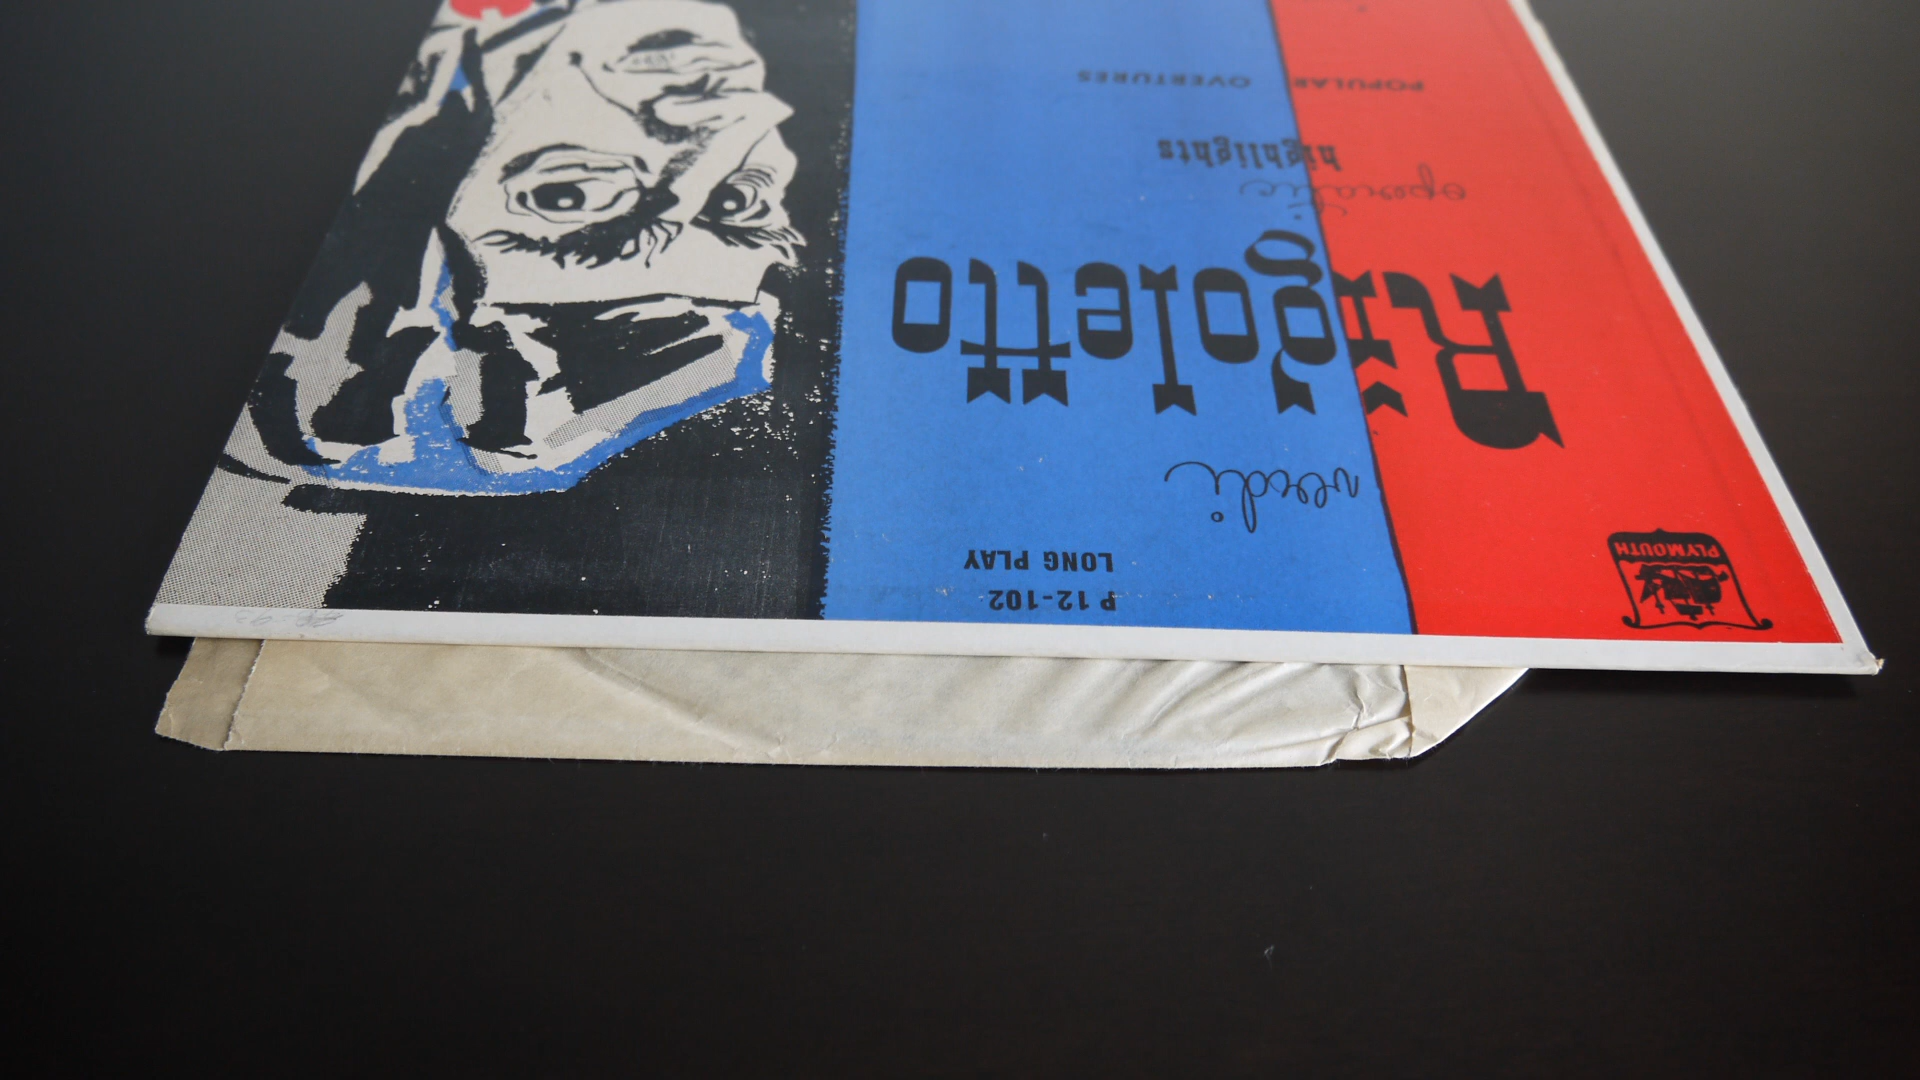 P 12-102
LONG PLAY
PLYMOUTH
verdi
Rigoletto
operatic
highlights
POPULAR OVERTURES